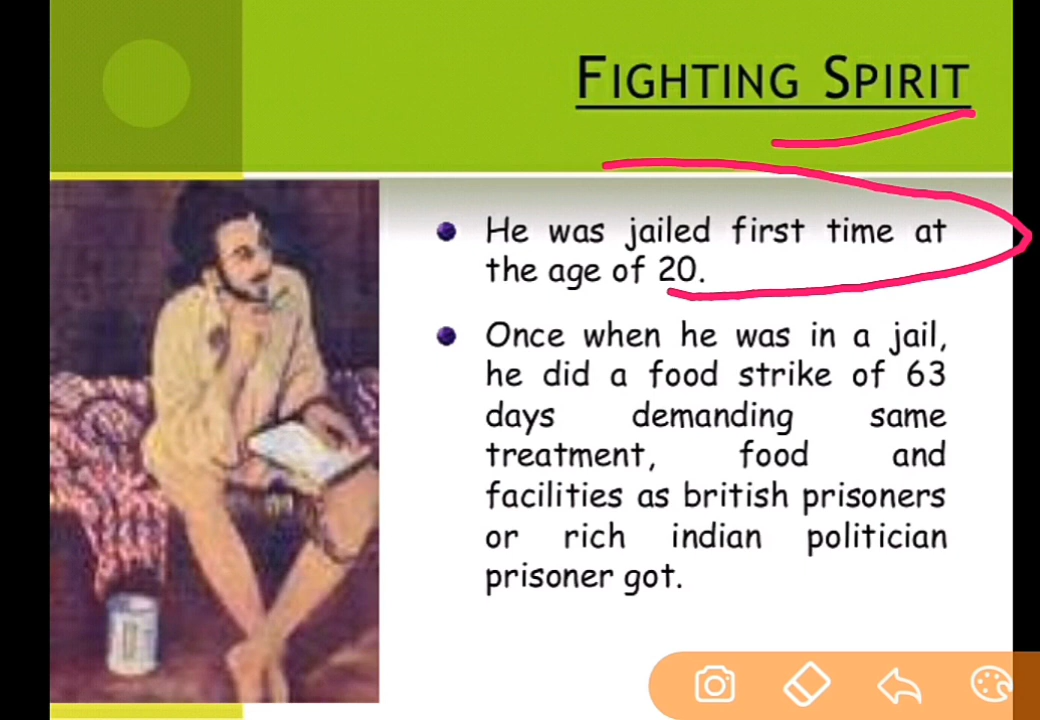 FIGHTING SPIRIT
He was jailed first time at
the age of 20.
Once when he was in a jail,
he did a food strike of 63
days demanding same
treatment, food and
facilities as british prisoners
or rich indian politician
prisoner got.